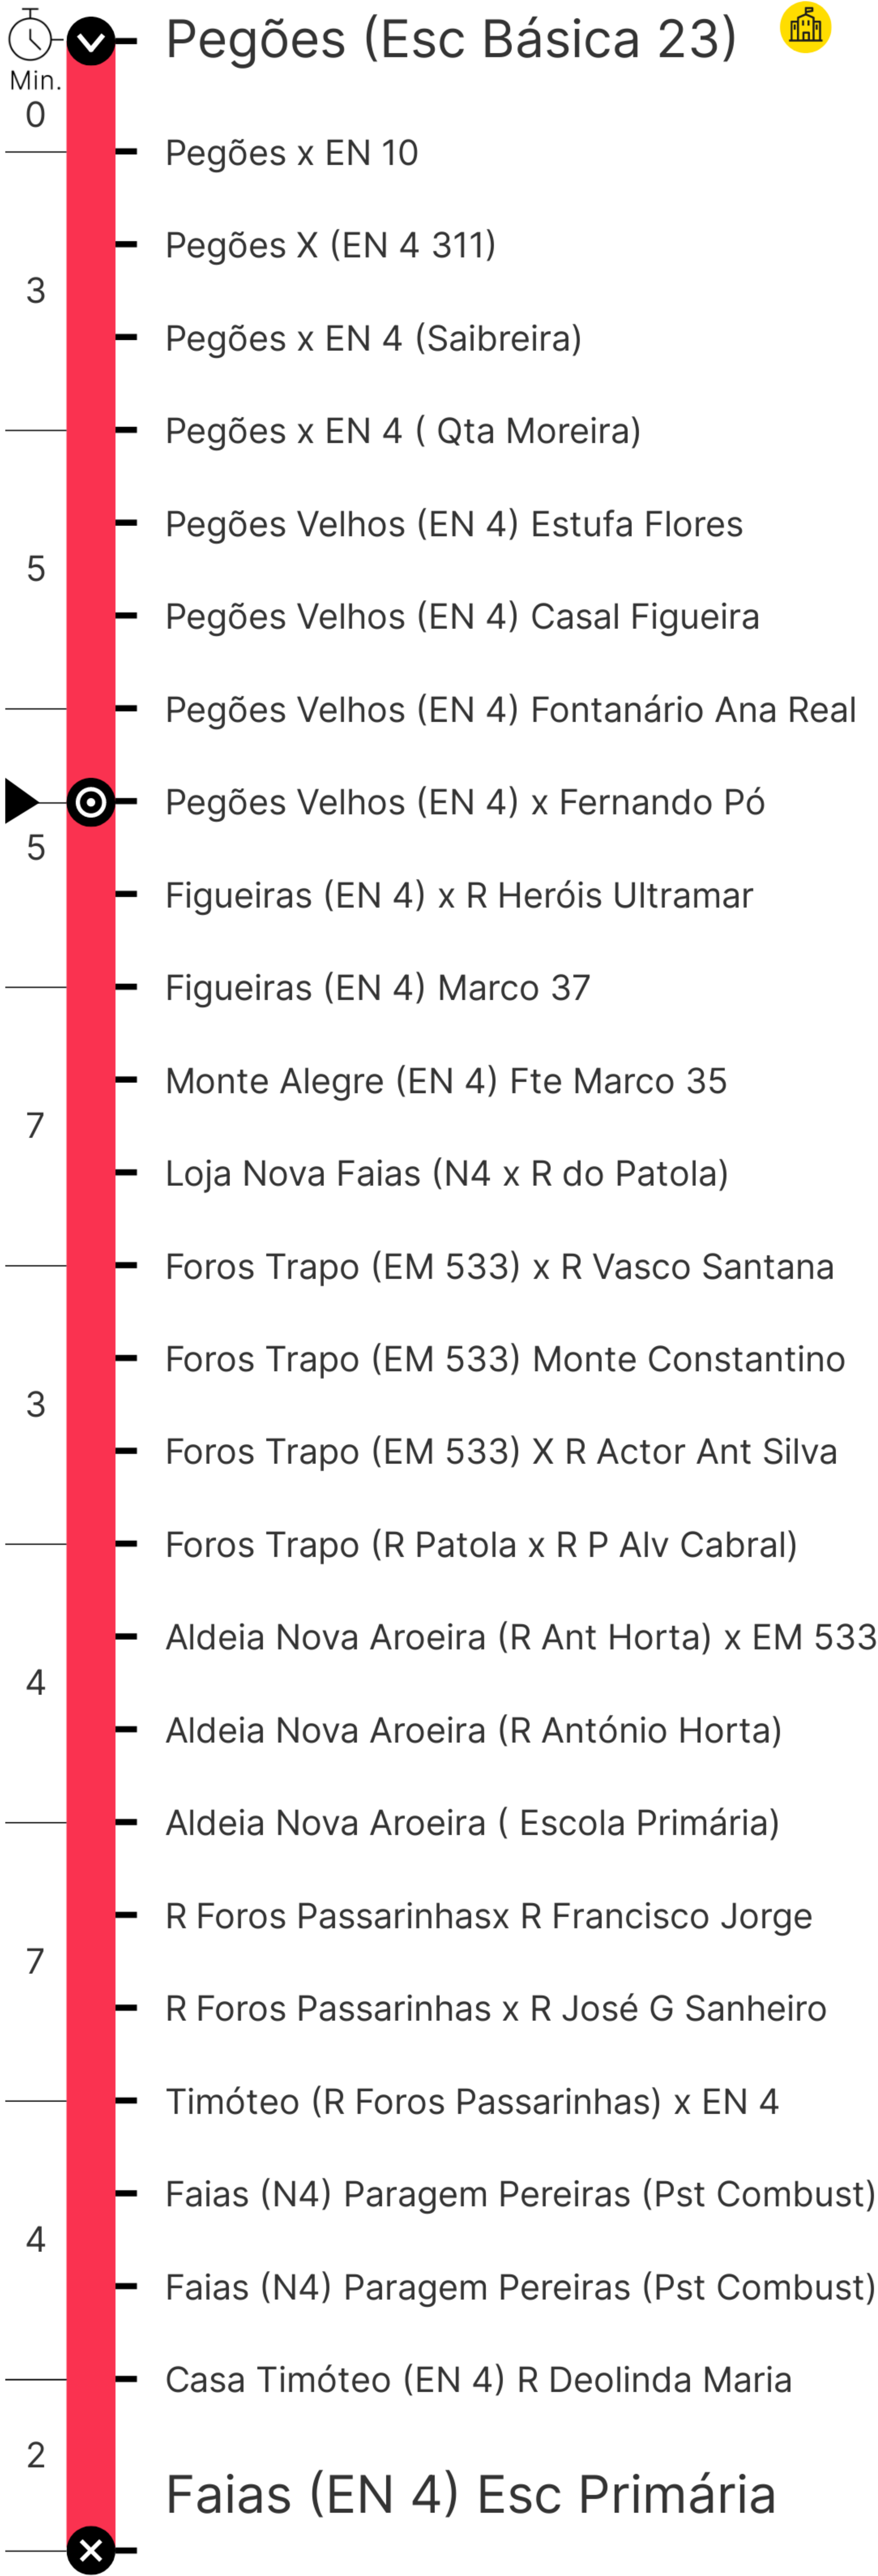 Min.
Pegões (Esc Básica 23)
0
Pegões x EN 10
Pegões X (EN 4 311)
3
Pegões x EN 4 (Saibreira)
Pegões x EN 4 ( Qta Moreira)
Pegões Velhos (EN 4) Estufa Flores
5
Pegões Velhos (EN 4) Casal Figueira
Pegões Velhos (EN 4) Fontanário Ana Real
Pegões Velhos (EN 4) x Fernando Pó
5
Figueiras (EN 4) x R Heróis Ultramar
Figueiras (EN 4) Marco 37
Monte Alegre (EN 4) Fte Marco 35
7
Loja Nova Faias (N4 x R do Patola)
Foros Trapo (EM 533) x R Vasco Santana
Foros Trapo (EM 533) Monte Constantino
3
Foros Trapo (EM 533) X R Actor Ant Silva
Foros Trapo (R Patola x R P Alv Cabral)
Aldeia Nova Aroeira (R Ant Horta) x EM 533
4
Aldeia Nova Aroeira (R António Horta)
Aldeia Nova Aroeira ( Escola Primária)
R Foros Passarinhasx R Francisco Jorge
7
R Foros Passarinhas x R José G Sanheiro
Timóteo (R Foros Passarinhas) x EN 4
Faias (N4) Paragem Pereiras (Pst Combust)
4
Faias (N4) Paragem Pereiras (Pst Combust)
Casa Timóteo (EN 4) R Deolinda Maria
2
Faias (EN 4) Esc Primária